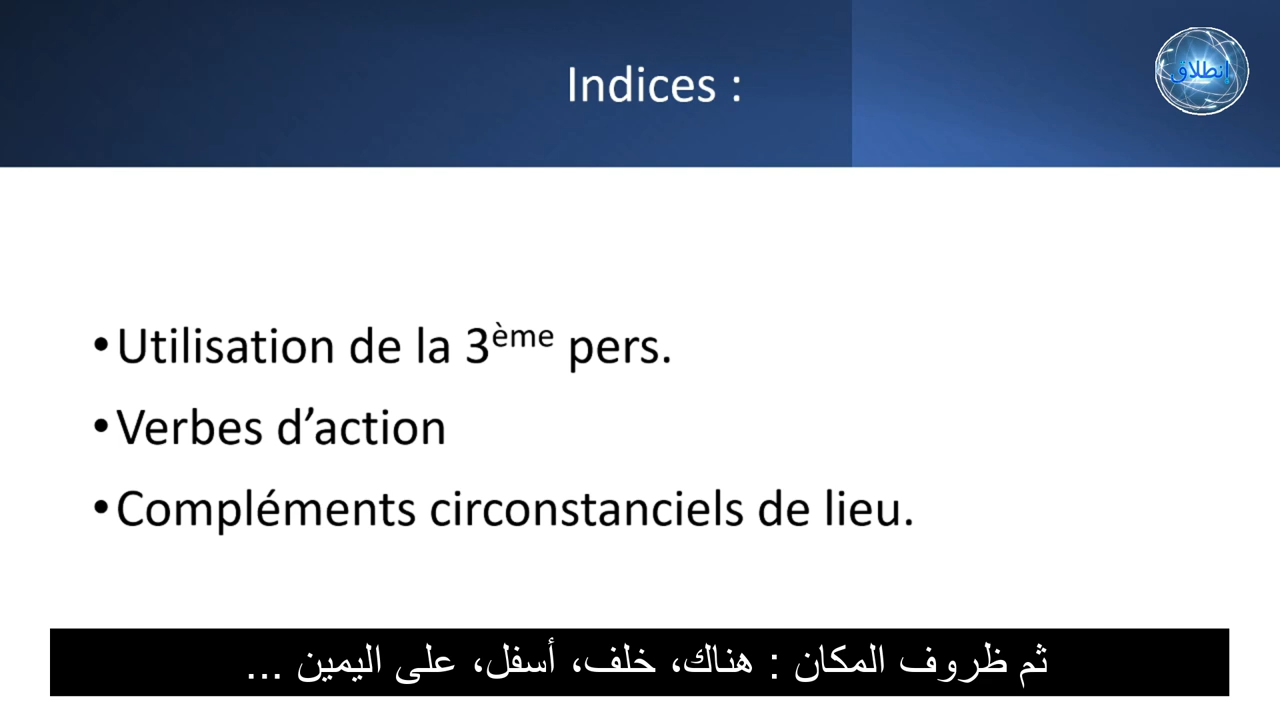 Indices :
إنطلاق
•Utilisation de la 3ème pers.
•Verbes d’action
•Compléments circonstanciels de lieu.
ثم ظروف المكان : هناك، خلف، أسفل، على اليمين ...